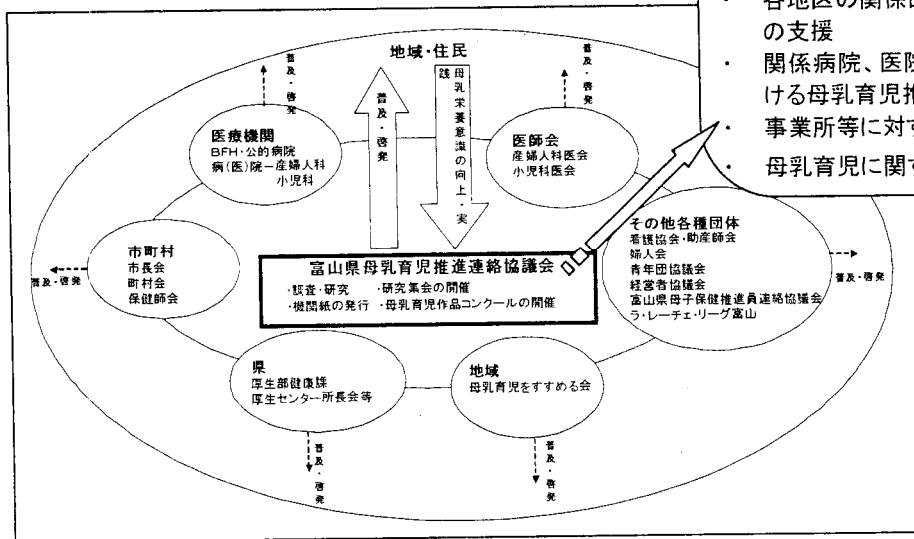 ・ 各地区の関係
の支援
・ 関係病院、医院
ける母乳育児推
・ 事業所等に対す
・ 母乳育児に関す
地域・住民
普及・啓発
普及・啓発
普及・啓発
母乳栄養意識の向上・実
践
医療機関
BFH・公的病院
病(医)院－産婦人科
小児科
医師会
産婦人科医会
小児科医会
市町村
市長会
町村会
保健師会
普及・啓発
富山県母乳育児推進連絡協議会
・調査・研究 ・研究集会の開催
・機関紙の発行 ・母乳育児作品コンクールの開催
その他各種団体
看護協会・助産師会
婦人会
青年団協議会
経営者協議会
富山県母子保健推進員連絡協議会
ラ・レーチェ・リーグ富山
普及・啓発
県
厚生部健康課
厚生センター所長会等
普及・啓発
地域
母乳育児をすすめる会
普及・啓発